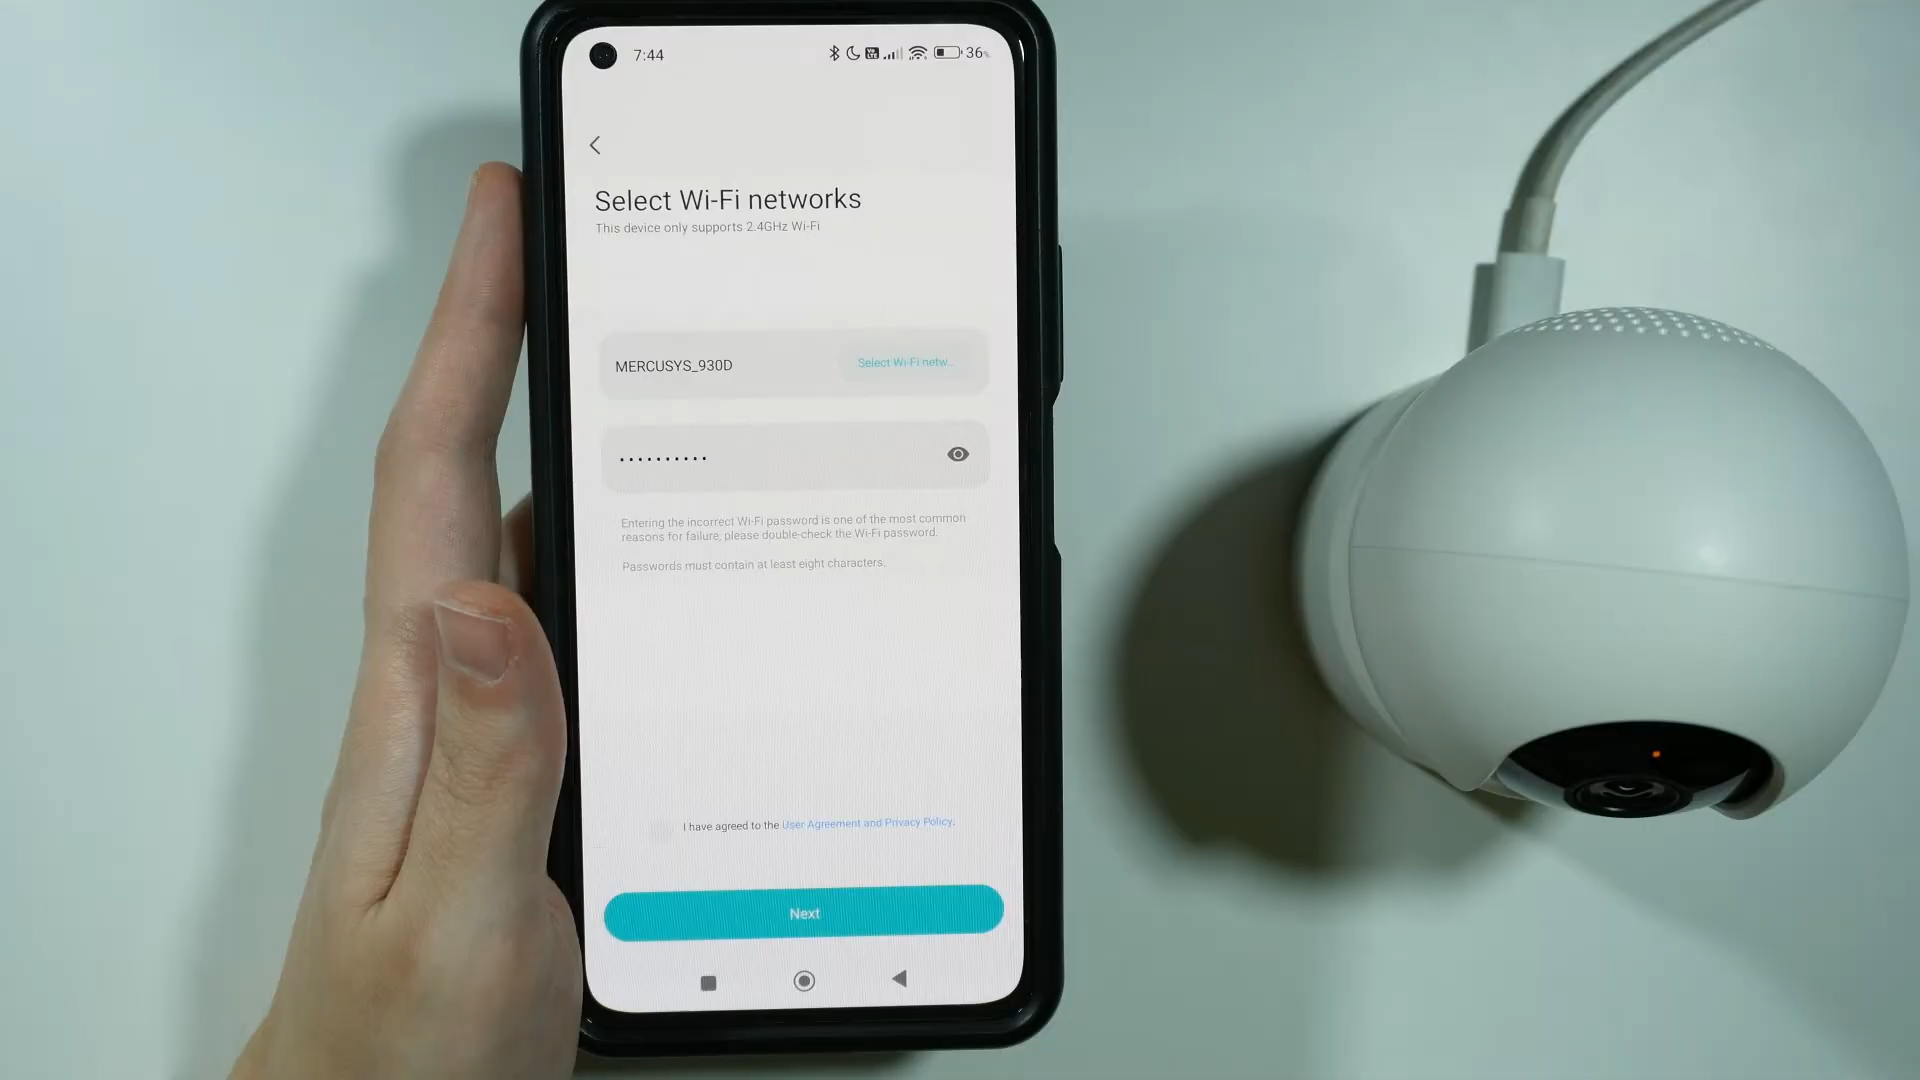 7:44
Vo LTE
36%
Select Wi-Fi networks
This device only supports 2.4GHz Wi-Fi
MERCUSYS_930D
Select Wi-Fi netw...
Entering the incorrect Wi-Fi password is one of the most common
reasons for failure, please double-check the Wi-Fi password.
Passwords must contain at least eight characters.
I have agreed to the User Agreement and Privacy Policy.
Next